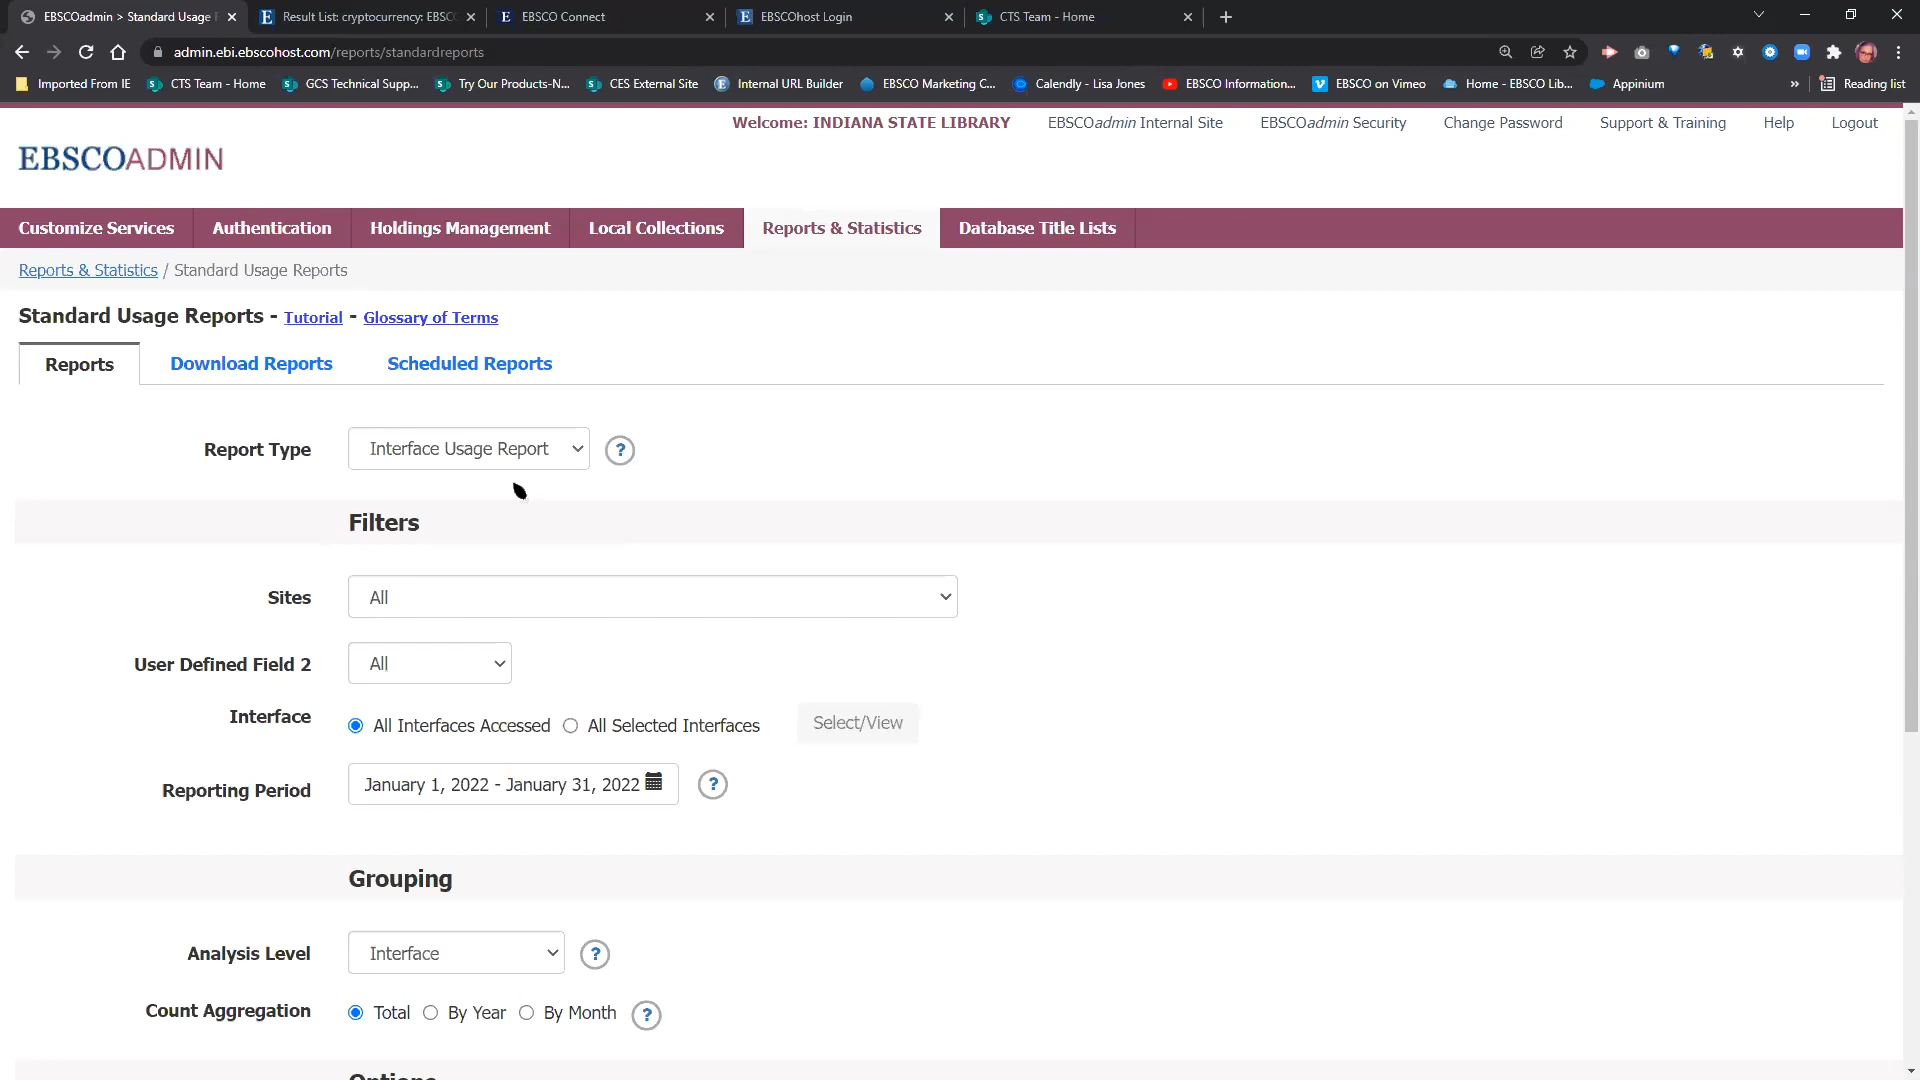 EBSCOadmin > Standard Usage R
Result List: cryptocurrency: EBSC
EBSCO Connect
EBSCOhost Login
CTS Team - Home
admin.ebi.ebscohost.com/reports/standardreports
Imported From IE
CTS Team - Home
GCS Technical Supp...
Try Our Products-N...
CES External Site
Internal URL Builder
EBSCO Marketing C...
Calendly - Lisa Jones
EBSCO Information...
EBSCO on Vimeo
Home - EBSCO Lib...
Appinium
»
Reading list
Welcome: INDIANA STATE LIBRARY
EBSCOadmin Internal Site
EBSCOadmin Security
Change Password
Support & Training
Help
Logout
EBSCOADMIN
Customize Services
Authentication
Holdings Management
Local Collections
Reports & Statistics
Database Title Lists
Reports & Statistics / Standard Usage Reports
Standard Usage Reports - Tutorial - Glossary of Terms
Reports
Download Reports
Scheduled Reports
Report Type
Interface Usage Report
?
Filters
Sites
All
User Defined Field 2
All
Interface
All Interfaces Accessed
All Selected Interfaces
Select/View
Reporting Period
January 1, 2022 - January 31, 2022
?
Grouping
Analysis Level
Interface
?
Count Aggregation
Total
By Year
By Month
?
Options